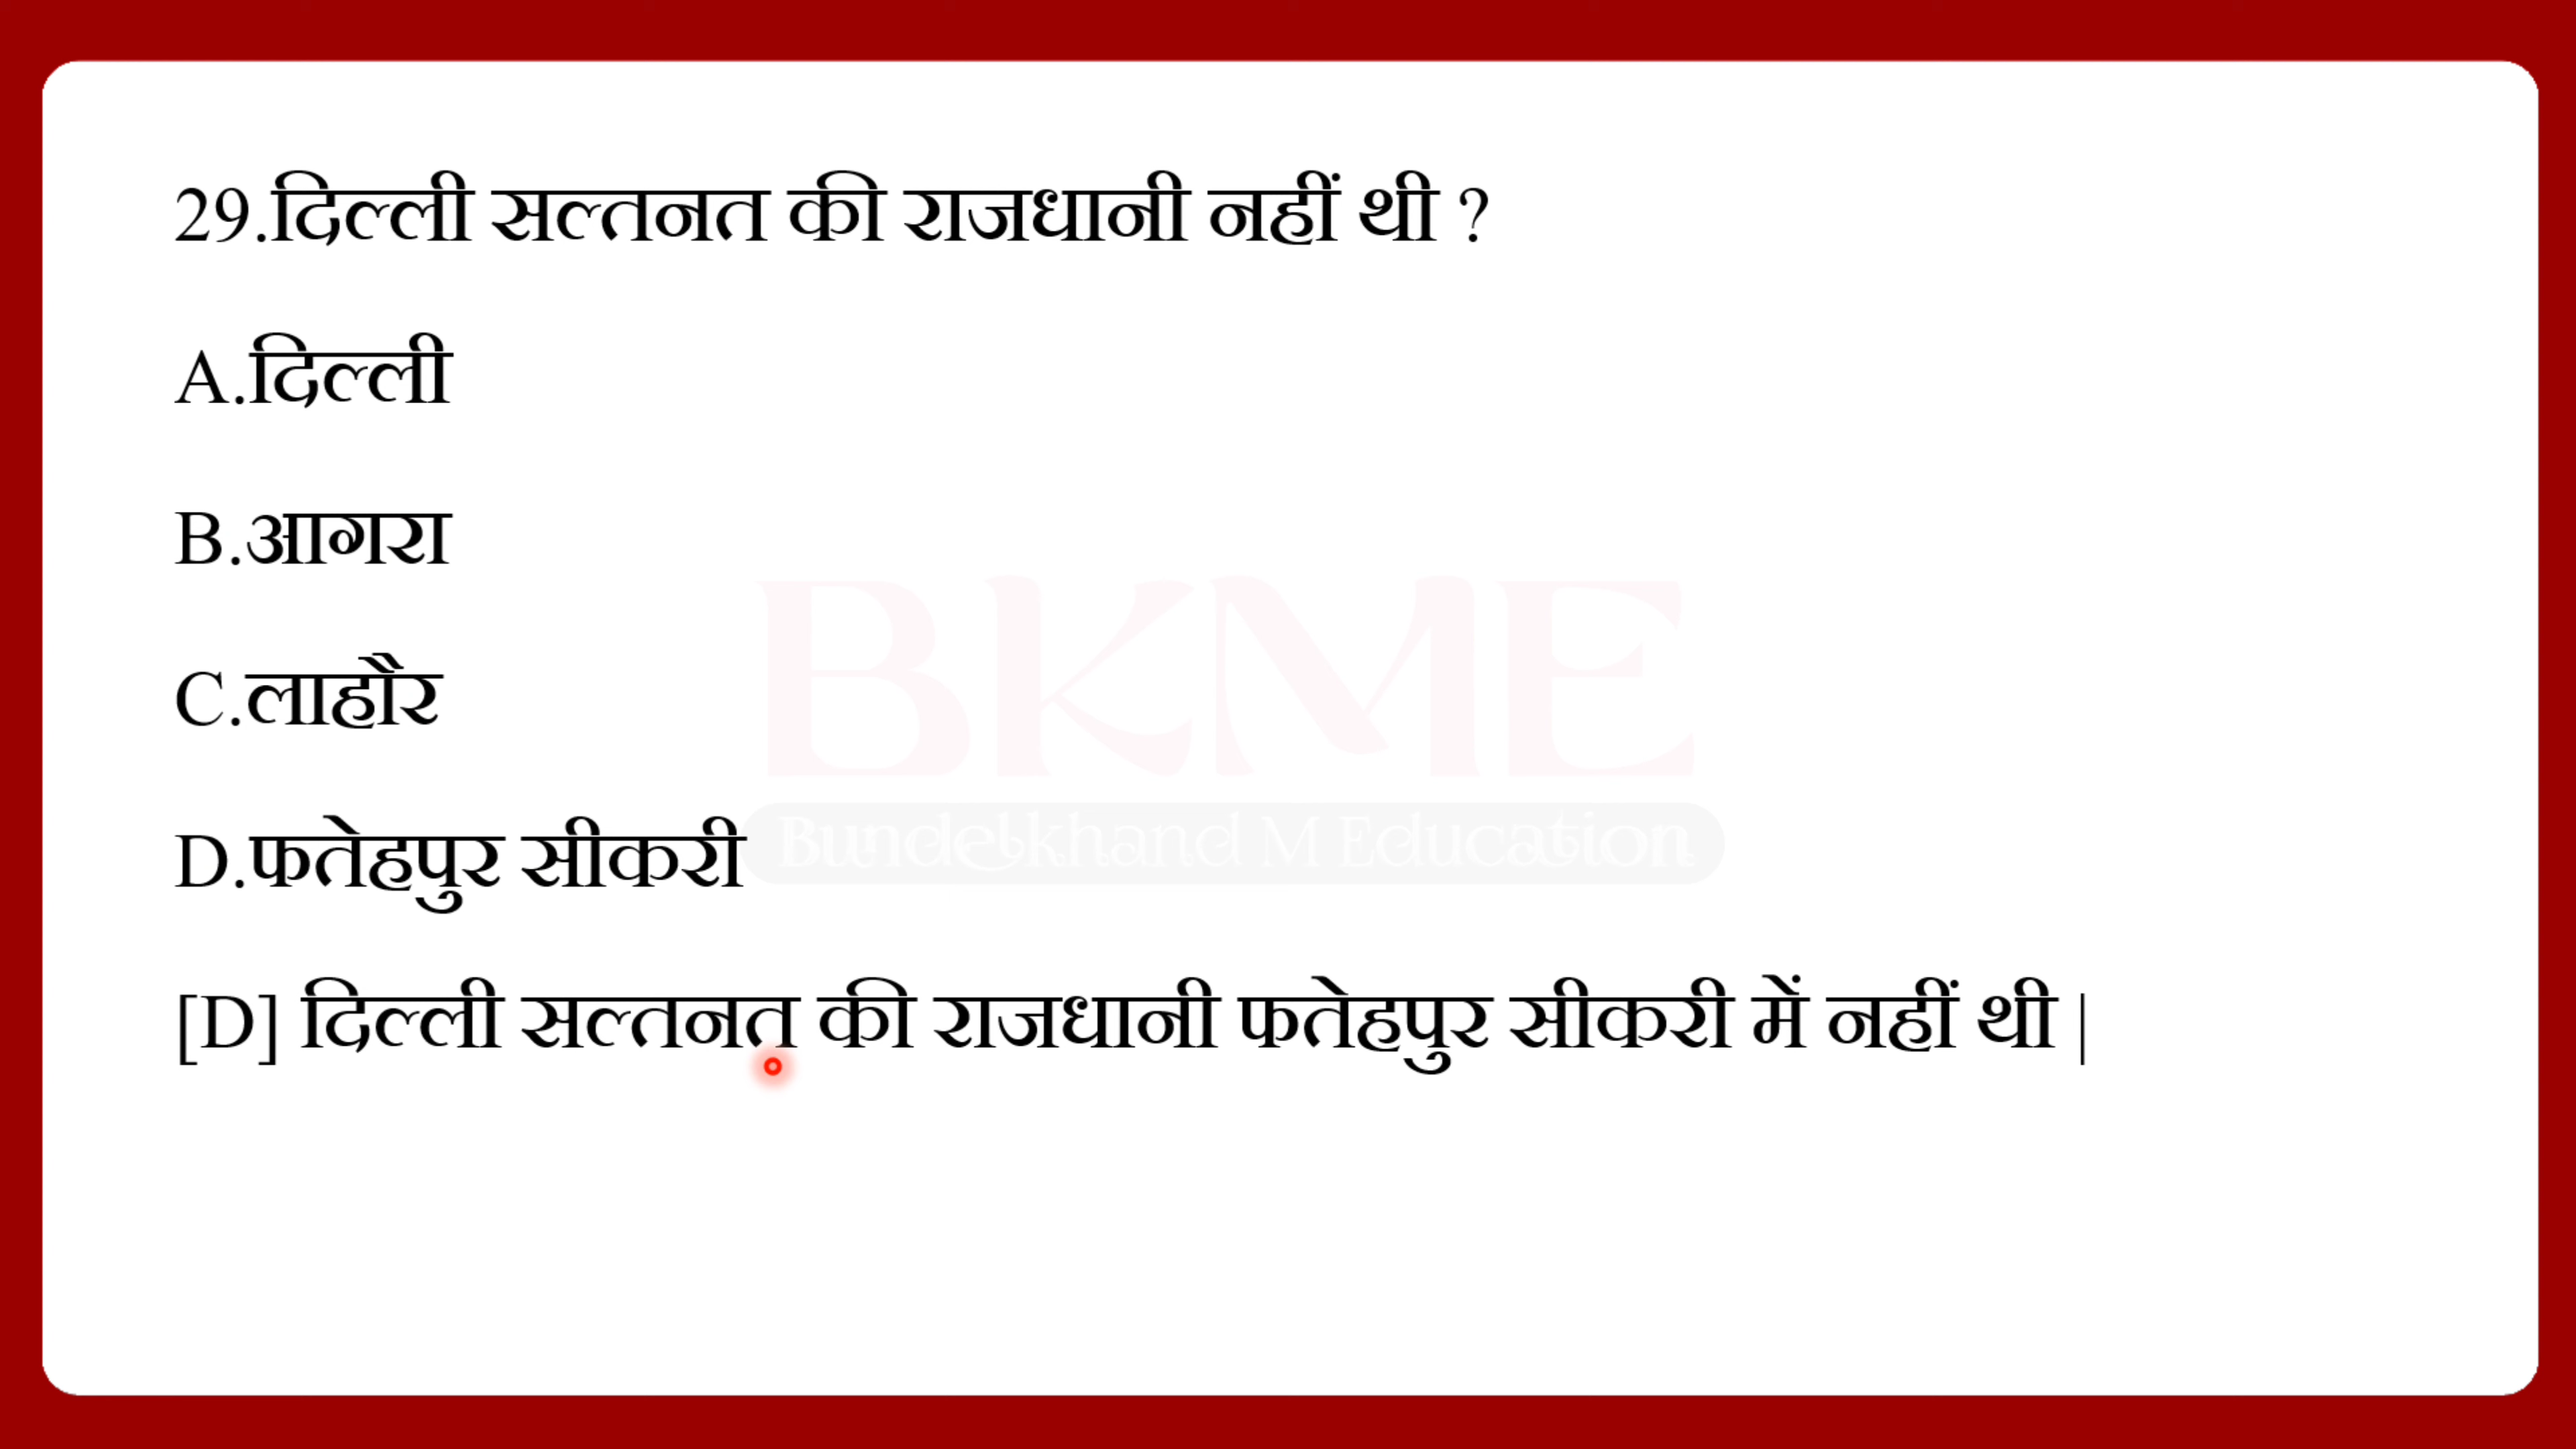 29.दिल्ली सल्तनत की राजधानी नहीं थी ?
A.दिल्ली
B.आगरा
C.लाहौर
BKME
D.फतेहपुर सीकरी
Bundelkhand M Education
[D] दिल्ली सल्तनत की राजधानी फतेहपुर सीकरी में नहीं थी |